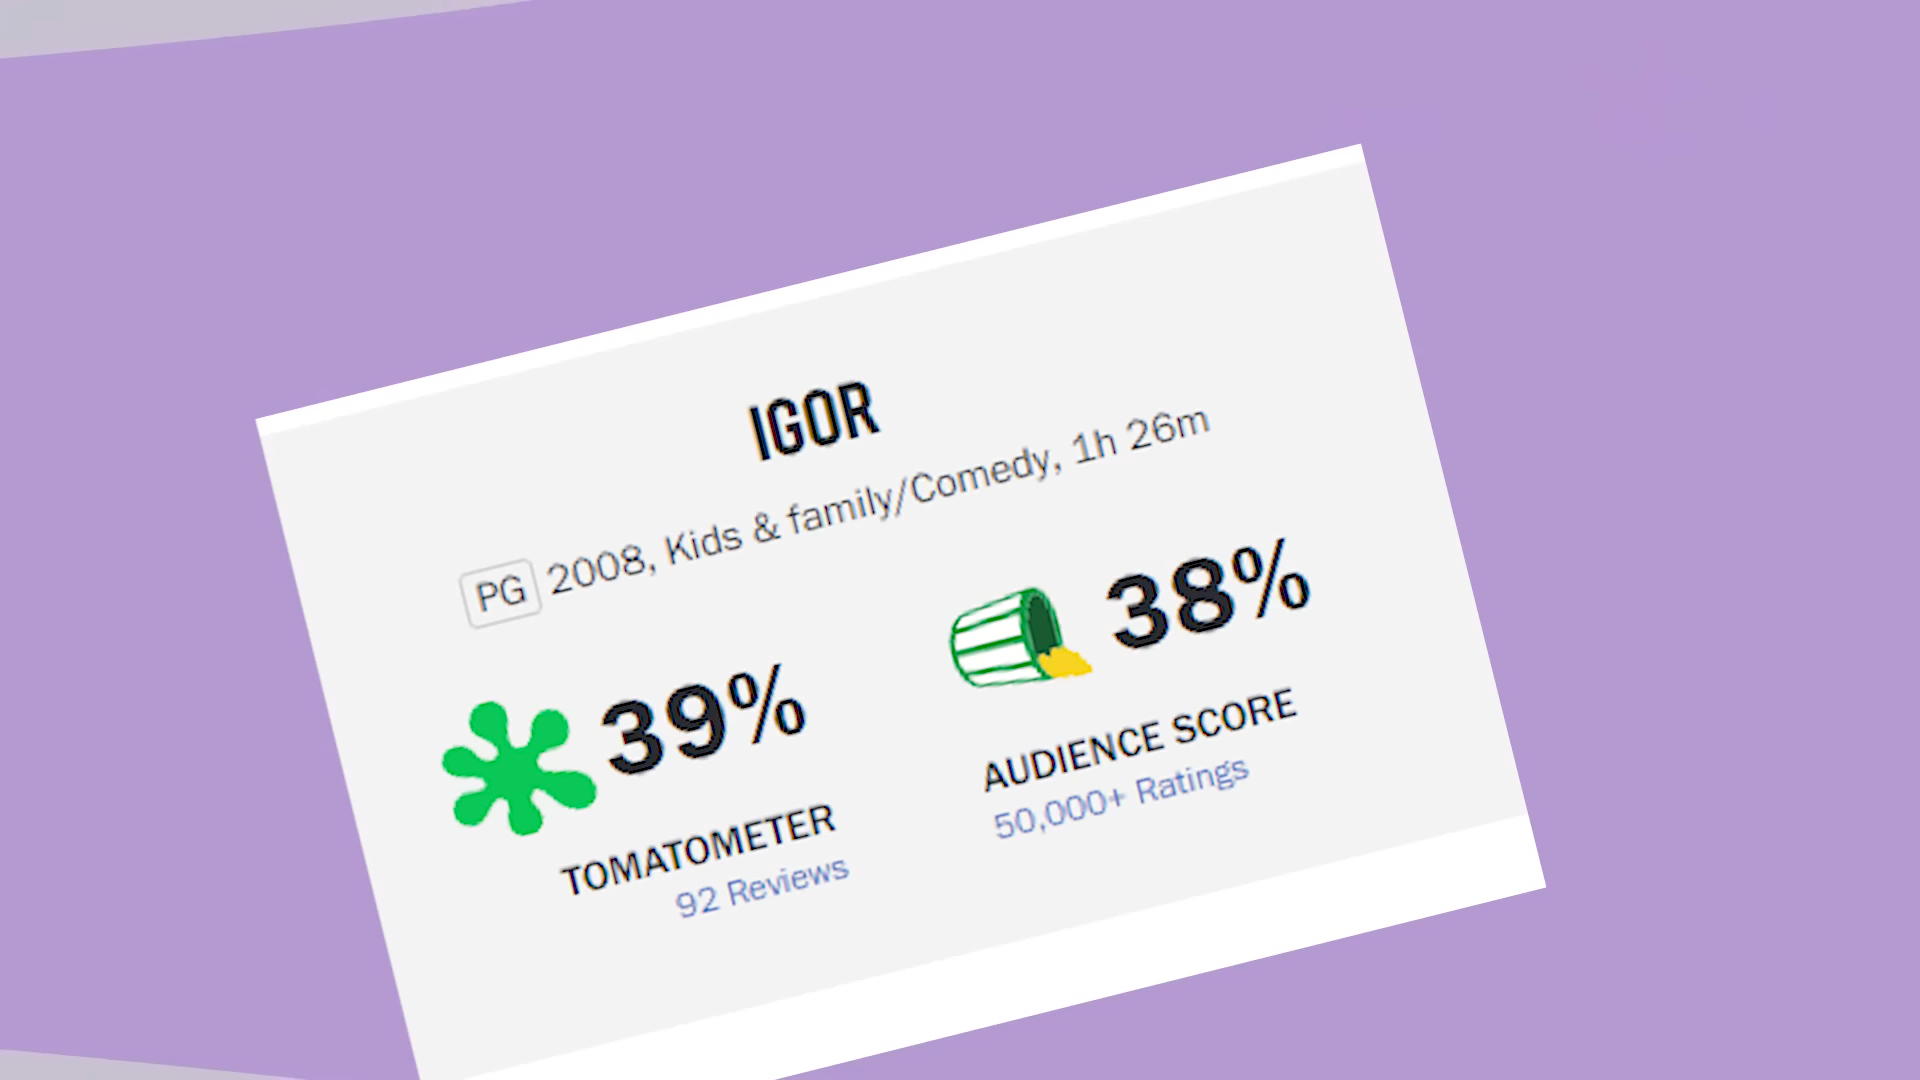 IGOR
PG 2008, Kids & family/Comedy, 1h 26m
39% 38%
TOMATOMETER AUDIENCE SCORE
92 Reviews 50,000+ Ratings